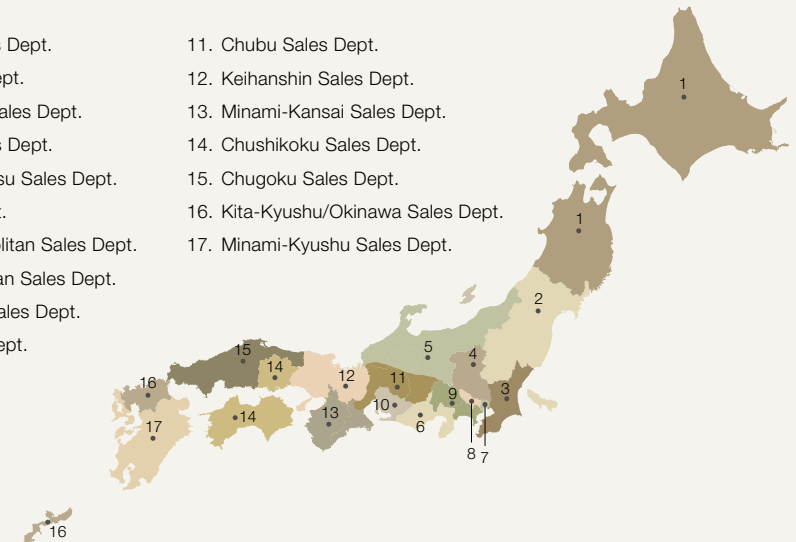 Dept.
ept.
ales Dept.
Dept.
su Sales Dept.
litan Sales Dept.
an Sales Dept.
ales Dept.
ept.
11. Chubu Sales Dept.
12. Keihanshin Sales Dept.
13. Minami-Kansai Sales Dept.
14. Chushikoku Sales Dept.
15. Chugoku Sales Dept.
16. Kita-Kyushu/Okinawa Sales Dept.
17. Minami-Kyushu Sales Dept.
1
1
2
5
4
15
14
12
11
3
16
9
10
14
13
6
17
8
7
16